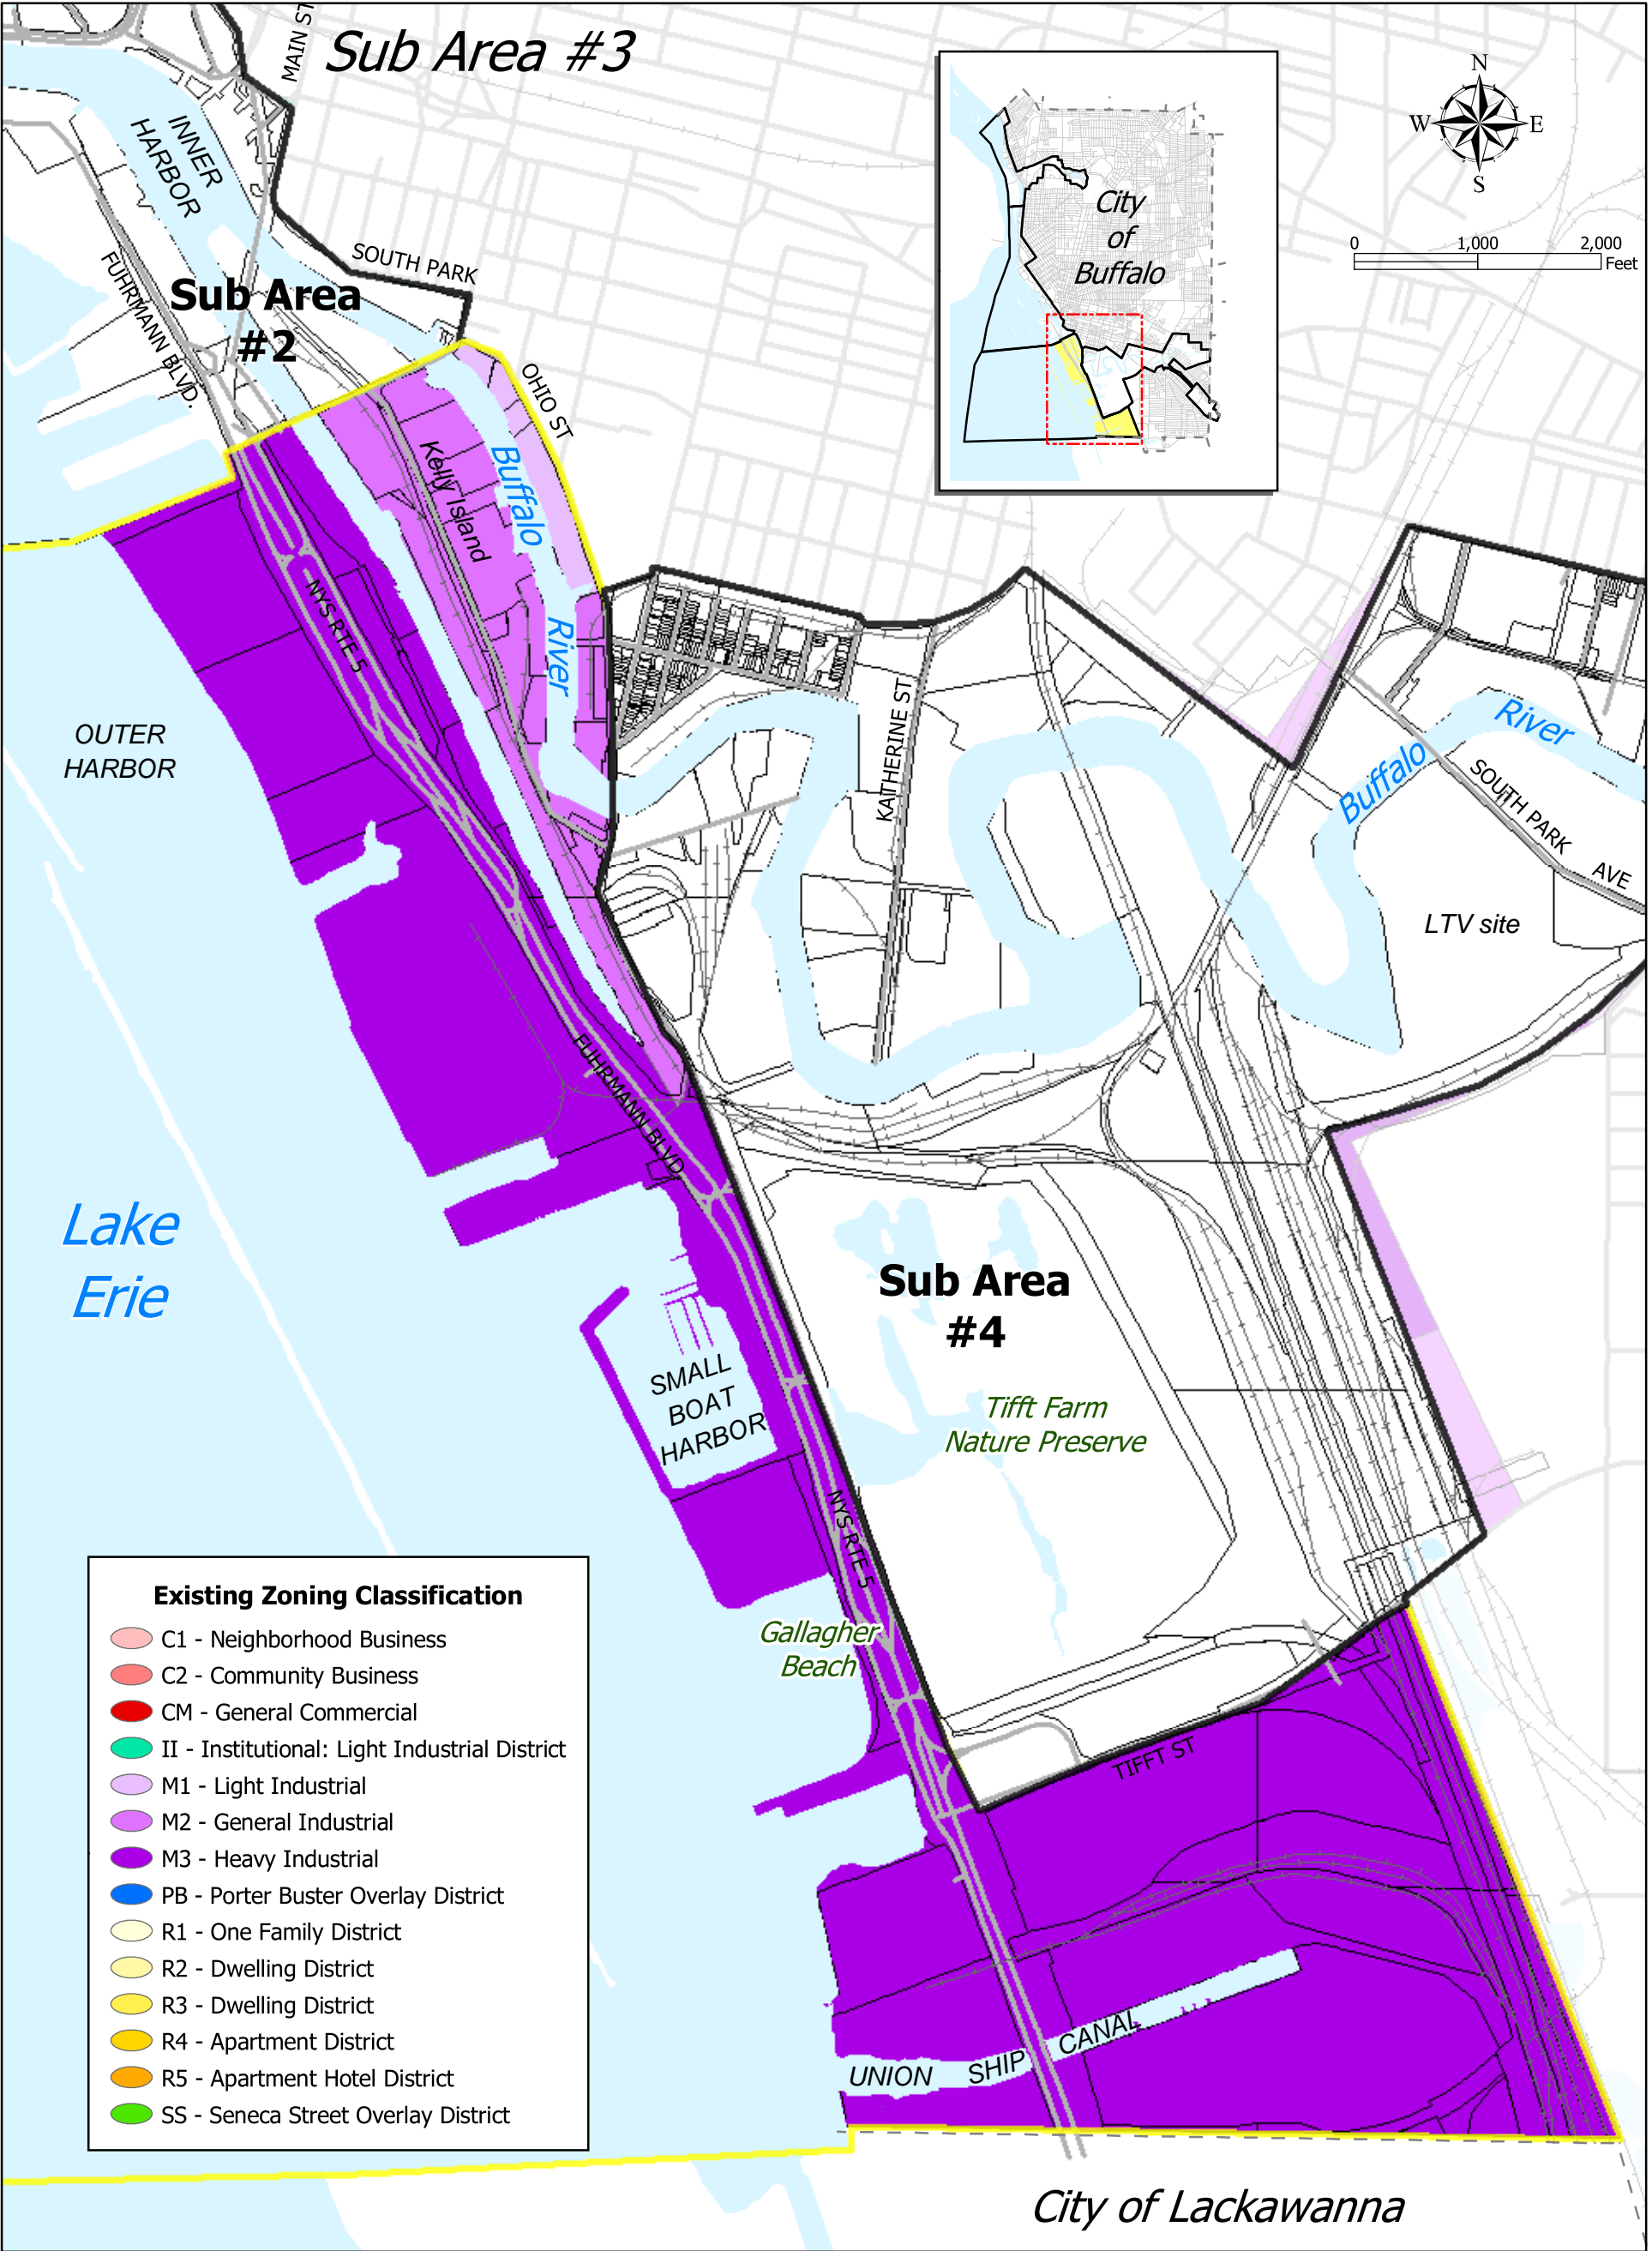 MAIN ST
Sub Area #3
N
W
E
S
INNER
HARBOR
City
of
Buffalo
0
1,000
2,000
Feet
SOUTH PARK
FUHRMANN BLVD.
Sub Area
#2
OHIO ST
Kelly Island
Buffalo
River
NYS RTE 5
OUTER
HARBOR
KATHERINE ST
Buffalo
River
SOUTH PARK
AVE
LTV site
FUHRMANN BLVD.
Lake
Erie
Sub Area
#4
SMALL
BOAT
HARBOR
Tifft Farm
Nature Preserve
NYS RTE 5
Gallagher
Beach
TIFFT ST
Existing Zoning Classification
C1 - Neighborhood Business
C2 - Community Business
CM - General Commercial
II - Institutional: Light Industrial District
M1 - Light Industrial
M2 - General Industrial
M3 - Heavy Industrial
PB - Porter Buster Overlay District
R1 - One Family District
R2 - Dwelling District
R3 - Dwelling District
R4 - Apartment District
R5 - Apartment Hotel District
SS - Seneca Street Overlay District
UNION SHIP CANAL
City of Lackawanna